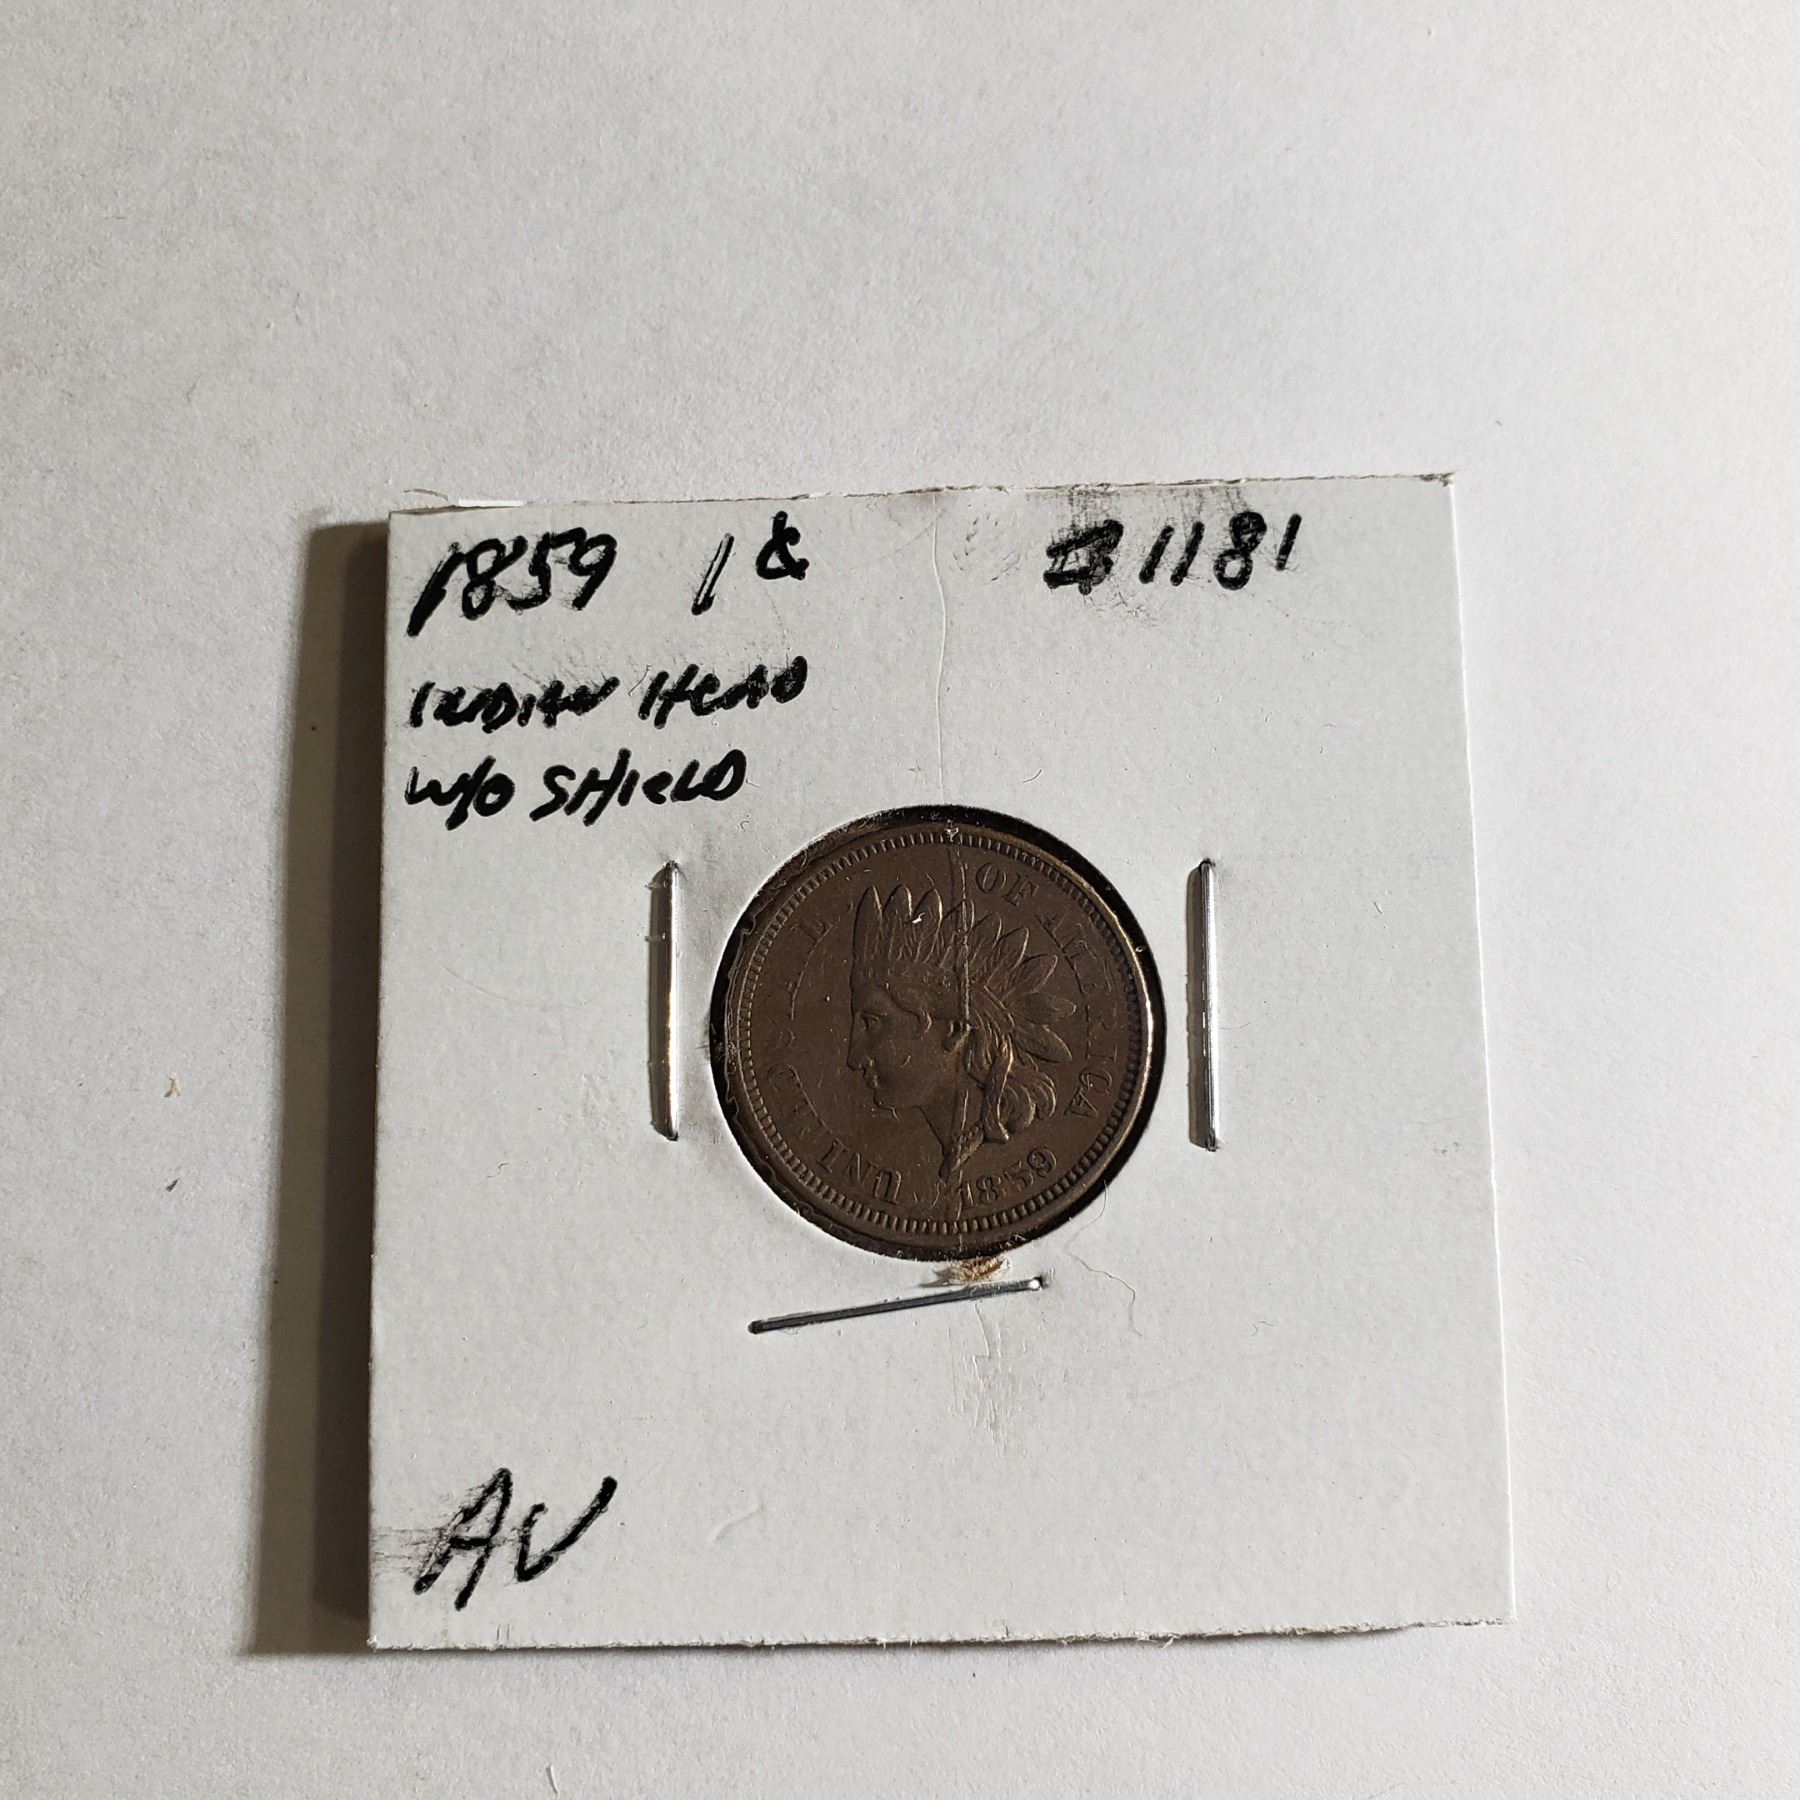 1859 1¢ #1181
INDIAN HEAD
W/O SHIELD
UNITED STATES OF AMERICA
1859
AU